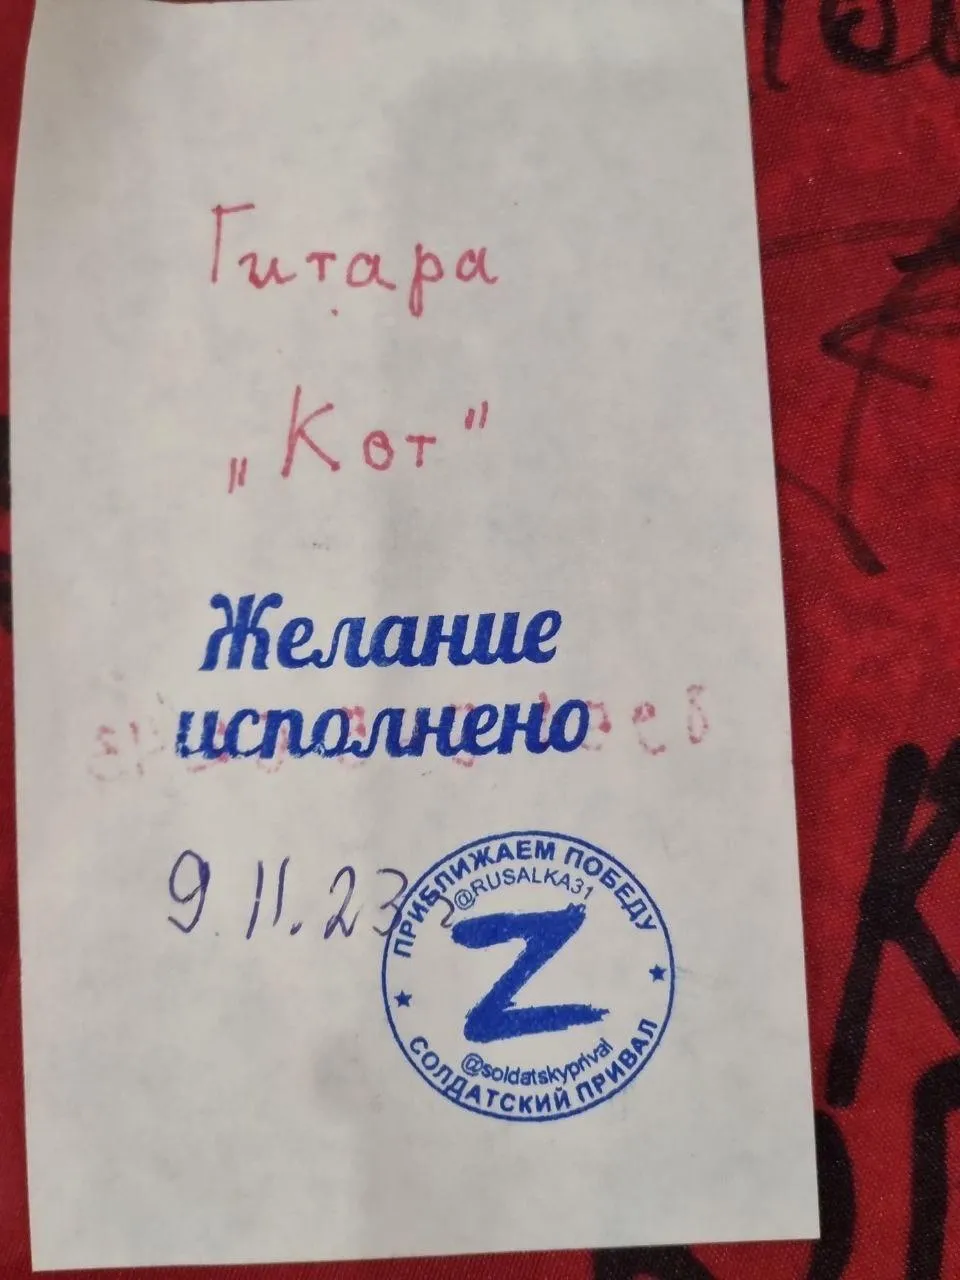 Гитара
„Кот"
Желание
исполнено
9.11.23
ПРИБЛИЖАЕМ ПОБЕДУ
@RUSALKA31
Z
@soldatskyprival
СОЛДАТСКИЙ ПРИВАЛ